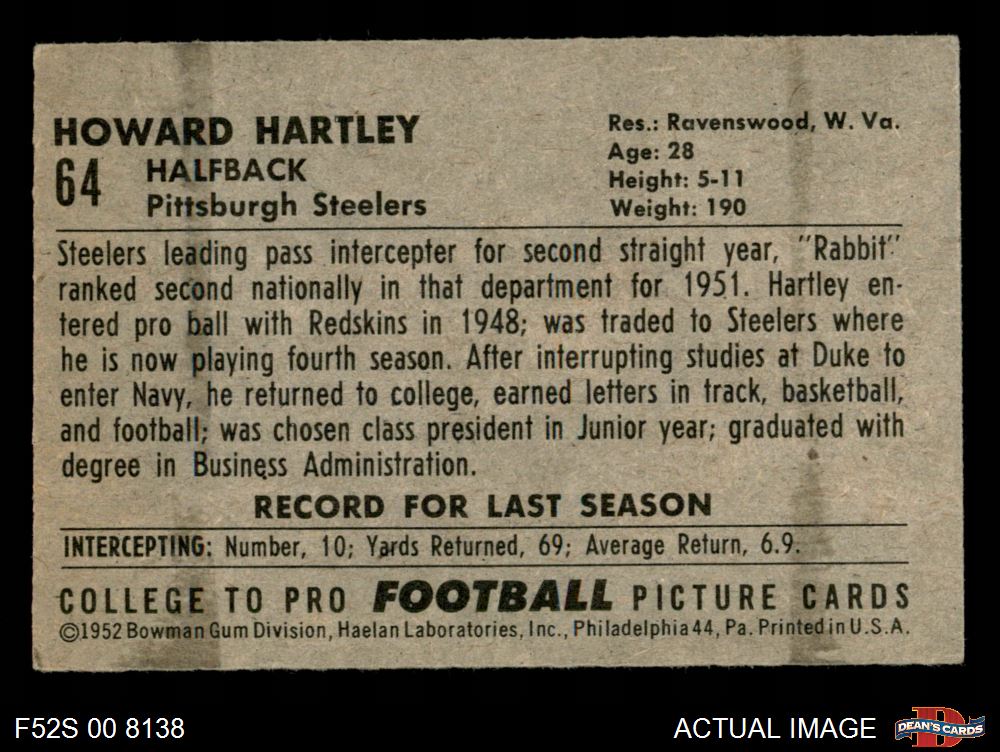 HOWARD HARTLEY
64 HALFBACK
Pittsburgh Steelers
Res.: Ravenswood, W. Va.
Age: 28
Height: 5-11
Weight: 190
Steelers leading pass intercepter for second straight year, "Rabbit"
ranked second nationally in that department for 1951. Hartley en-
tered pro ball with Redskins in 1948; was traded to Steelers where
he is now playing fourth season. After interrupting studies at Duke to
enter Navy, he returned to college, earned letters in track, basketball,
and football; was chosen class president in Junior year; graduated with
degree in Business Administration.
RECORD FOR LAST SEASON
INTERCEPTING: Number, 10; Yards Returned, 69; Average Return, 6.9.
COLLEGE TO PRO FOOTBALL PICTURE CARDS
©1952 Bowman Gum Division, Haelan Laboratories, Inc., Philadelphia 44, Pa. Printed in U.S.A.
F52S 00 8138
ACTUAL IMAGE
DEAN'S CARDS